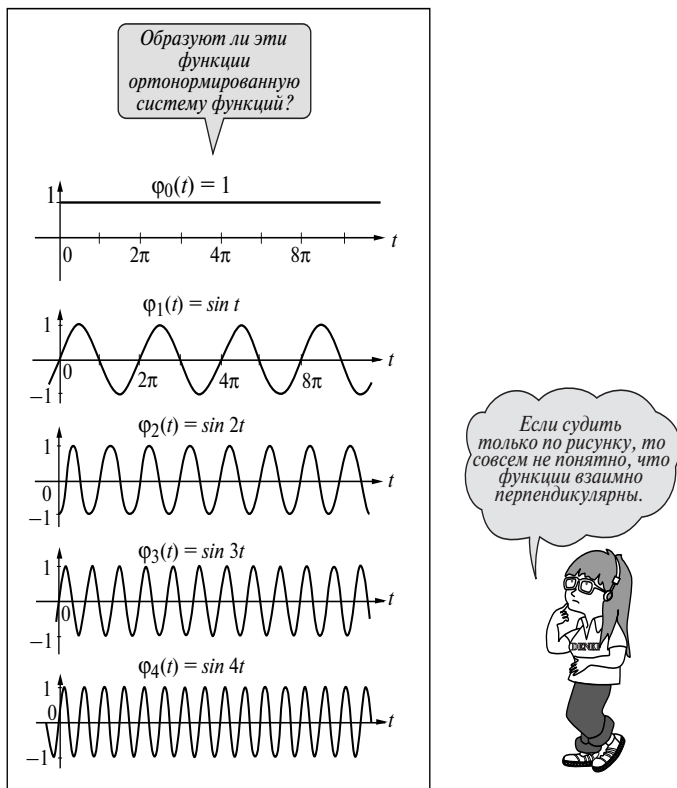 Образуют ли эти
функции
ортонормированную
систему функций?
φ₀(t) = 1
1
t
0
2π
4π
8π
φ₁(t) = sin t
1
t
0
2π
4π
8π
–1
φ₂(t) = sin 2t
1
t
0
–1
φ₃(t) = sin 3t
1
t
0
–1
φ₄(t) = sin 4t
1
0
t
–1
Если судить
только по рисунку, то
совсем не понятно, что
функции взаимно
перпендикулярны.